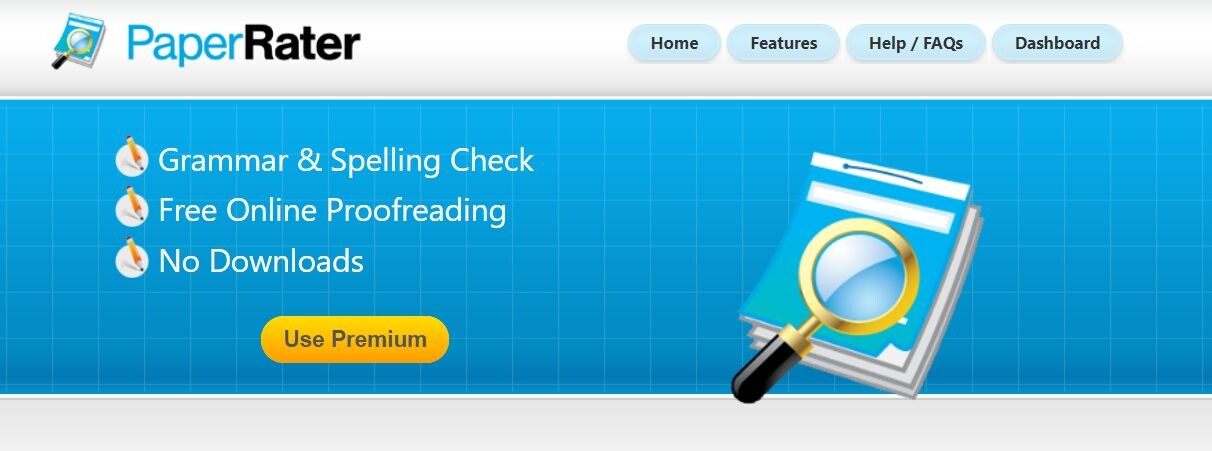 PaperRater
Home
Features
Help / FAQs
Dashboard
Grammar & Spelling Check
Free Online Proofreading
No Downloads
Use Premium